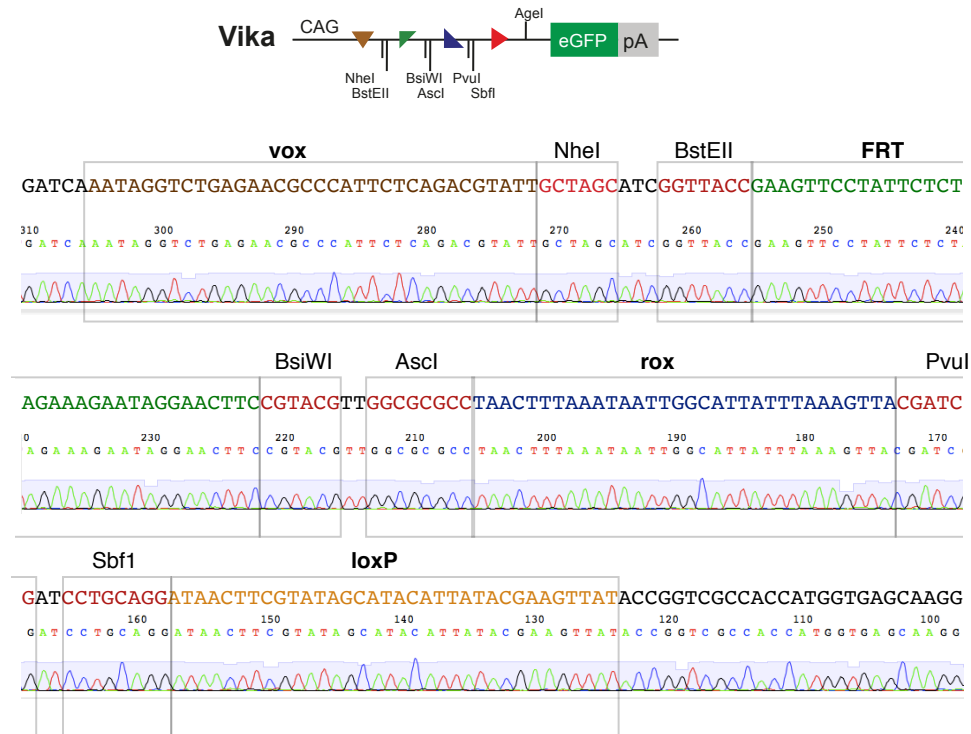 Vika CAG AgeI eGFP pA
NheI BsiWI PvuI
BstEII AscI SbfI
vox NheI BstEII FRT
GATCAAATAGGTCTGAGAACGCCCATTCTCAGACGTATTGCTAGCATCGGTTACCGAAGTTCCTATTCTCT
310 300 290 280 270 260 250 240
GATCAAATAGGTCTGAGAACGCCCATTCTCAGACGTATTGCTAGCATCGGTTACCGAAGTTCCTATTCTCT
BsiWI AscI rox PvuI
AGAAAGAATAGGAACTTCCGTACGTTGGCGCGCCTAACTTTAAATAATTGGCATTATTTAAAGTTACGATC
0 230 220 210 200 190 180 170
AGAAAGAATAGGAACTTCCGTACGTTGGCGCGCCTAACTTTAAATAATTGGCATTATTTAAAGTTACGATC
Sbf1 loxP
GATCCTGCAGGATAACTTCGTATAGCATACATTATACGAAGTTATACCGGTCGCCACCATGGTGAGCAAGG
160 150 140 130 120 110 100
GATCCTGCAGGATAACTTCGTATAGCATACATTATACGAAGTTATACCGGTCGCCACCATGGTGAGCAAGG